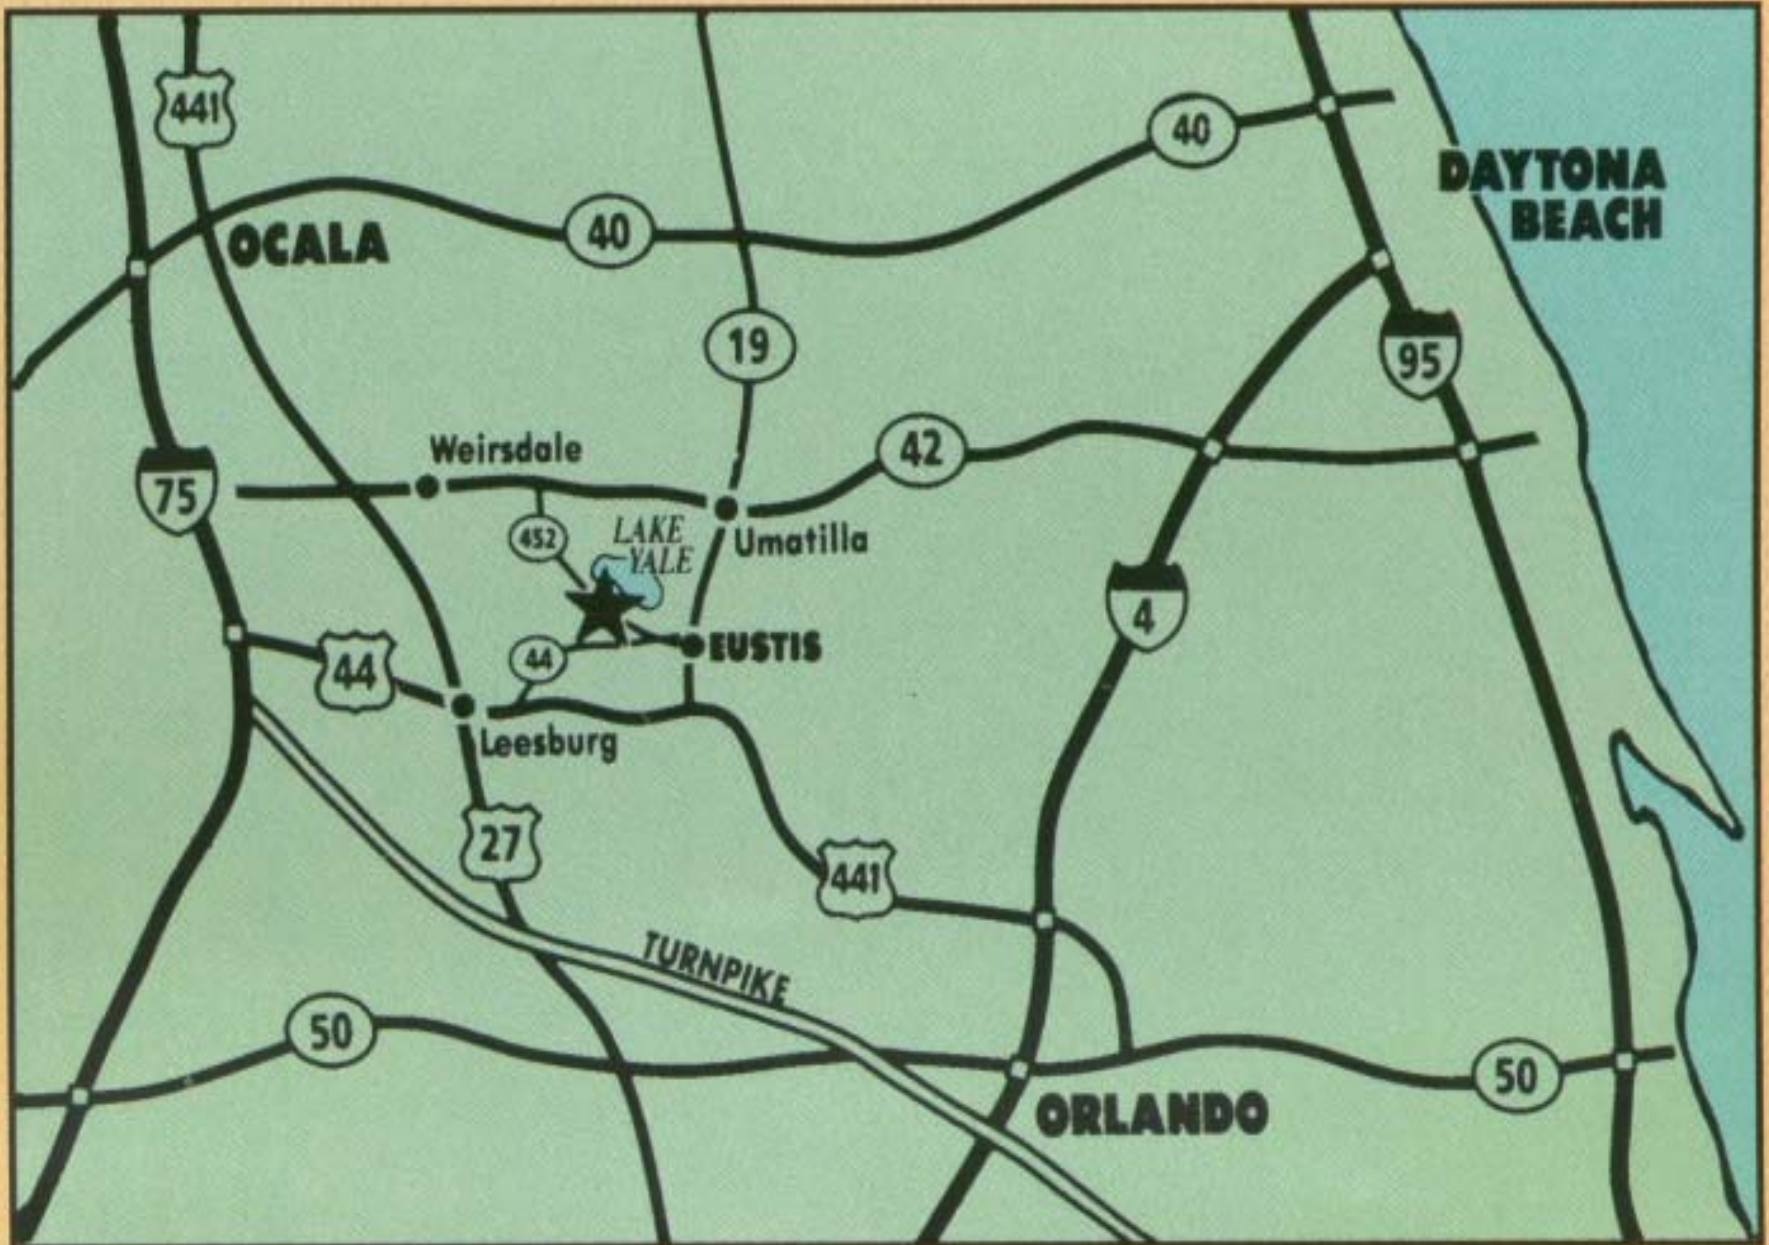 441
40
DAYTONA
BEACH
OCALA
40
19
95
42
Weirsdale
75
452
LAKE
YALE
Umatilla
4
44
44
EUSTIS
Leesburg
27
441
TURNPIKE
50
50
ORLANDO